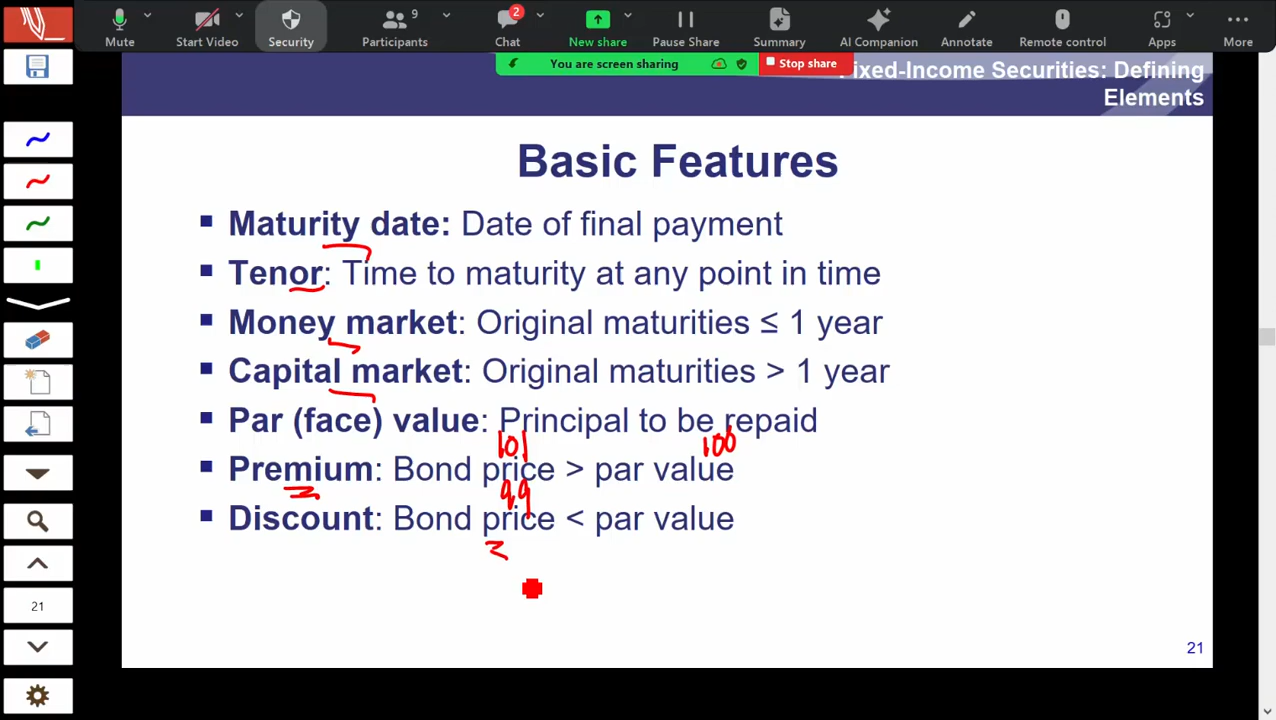 Mute
Start Video
Security
Participants
9
Chat
2
New share
Pause Share
Summary
AI Companion
Annotate
Remote control
Apps
More
You are screen sharing
Stop share
Fixed-Income Securities: Defining
Elements
Basic Features
Maturity date: Date of final payment
Tenor: Time to maturity at any point in time
Money market: Original maturities ≤ 1 year
Capital market: Original maturities > 1 year
Par (face) value: Principal to be repaid
101 100
Premium: Bond price > par value
99
Discount: Bond price < par value
21
21